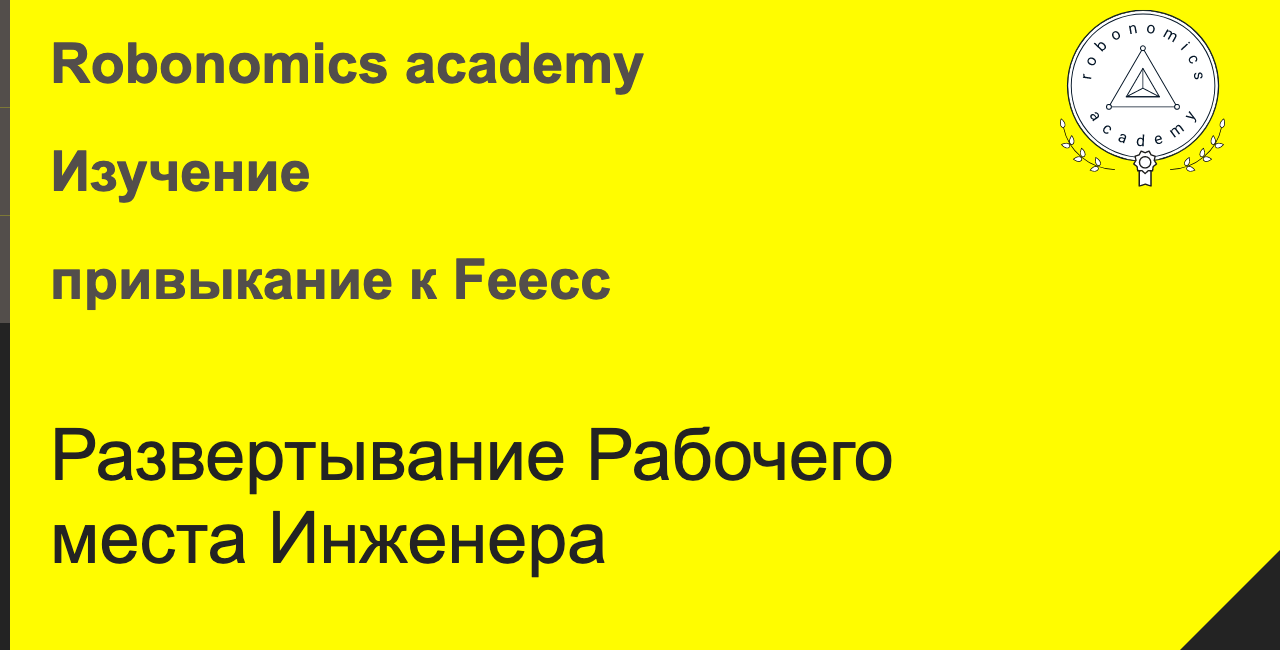 Robonomics academy
Изучение
привыкание к Feecc
Развертывание Рабочего
места Инженера
robonomics
academy